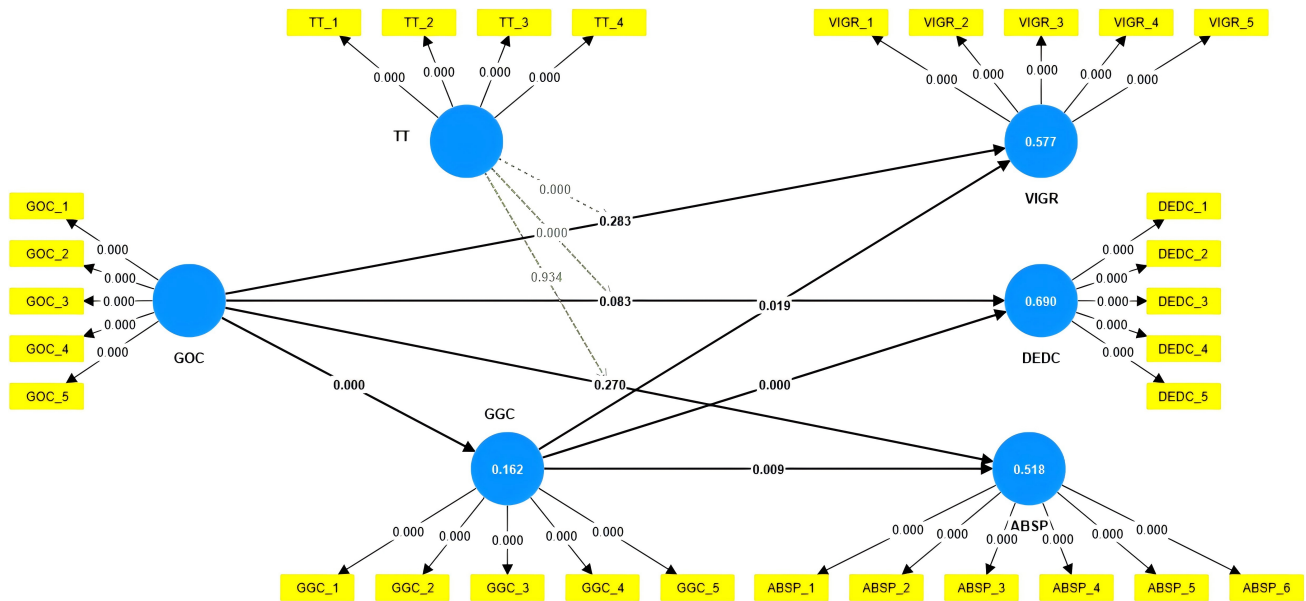 TT_1 TT_2 TT_3 TT_4 VIGR_1 VIGR_2 VIGR_3 VIGR_4 VIGR_5
0.000 0.000 0.000 0.000 0.000 0.000 0.000 0.000 0.000
TT
0.577
VIGR
0.000
0.283
0.000
0.934
GOC_1
GOC_2
GOC_3
GOC_4
GOC_5
0.000
0.000
0.000
0.000
0.000
GOC
0.083
0.019
0.690
DEDC
0.000
0.000
0.000
0.000
0.000
DEDC_1
DEDC_2
DEDC_3
DEDC_4
DEDC_5
0.000
0.270
0.000
GGC
0.162
0.009
0.518
ABSP
0.000 0.000 0.000 0.000 0.000 0.000 0.000 0.000 0.000 0.000 0.000
GGC_1 GGC_2 GGC_3 GGC_4 GGC_5 ABSP_1 ABSP_2 ABSP_3 ABSP_4 ABSP_5 ABSP_6